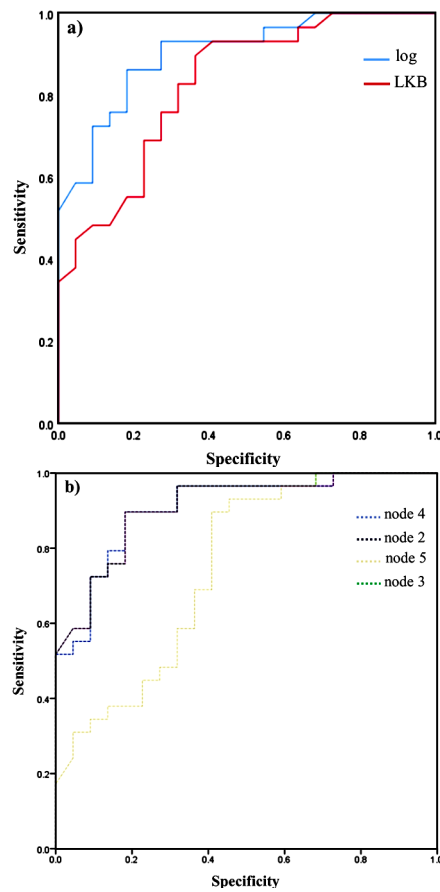 a)
1.0
0.8
0.6
0.4
0.2
0.0
Sensitivity
log
LKB
0.0 0.2 0.4 0.6 0.8 1.0
Specificity
b)
1.0
0.8
0.6
0.4
0.2
0.0
Sensitivity
node 4
node 2
node 5
node 3
0.0 0.2 0.4 0.6 0.8 1.0
Specificity